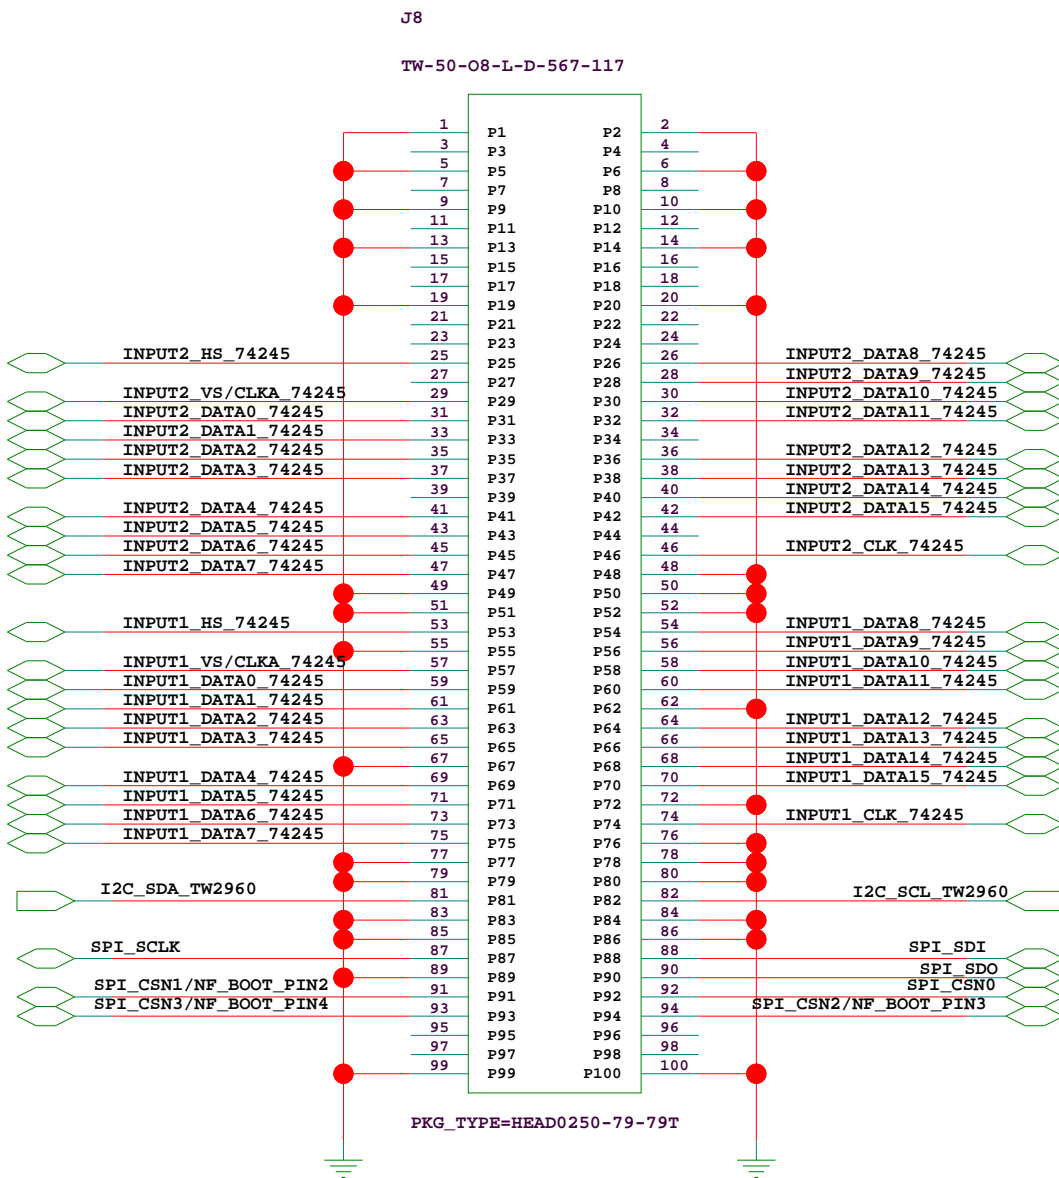 J8
TW-50-O8-L-D-567-117
1 P1 P2 2
3 P3 P4 4
5 P5 P6 6
7 P7 P8 8
9 P9 P10 10
11 P11 P12 12
13 P13 P14 14
15 P15 P16 16
17 P17 P18 18
19 P19 P20 20
21 P21 P22 22
23 P23 P24 24
INPUT2_HS_74245 25 P25 P26 26 INPUT2_DATA8_74245
27 P27 P28 28 INPUT2_DATA9_74245
INPUT2_VS/CLKA_74245 29 P29 P30 30 INPUT2_DATA10_74245
INPUT2_DATA0_74245 31 P31 P32 32 INPUT2_DATA11_74245
INPUT2_DATA1_74245 33 P33 P34 34
INPUT2_DATA2_74245 35 P35 P36 36 INPUT2_DATA12_74245
INPUT2_DATA3_74245 37 P37 P38 38 INPUT2_DATA13_74245
39 P39 P40 40 INPUT2_DATA14_74245
INPUT2_DATA4_74245 41 P41 P42 42 INPUT2_DATA15_74245
INPUT2_DATA5_74245 43 P43 P44 44
INPUT2_DATA6_74245 45 P45 P46 46 INPUT2_CLK_74245
INPUT2_DATA7_74245 47 P47 P48 48
49 P49 P50 50
51 P51 P52 52
INPUT1_HS_74245 53 P53 P54 54 INPUT1_DATA8_74245
55 P55 P56 56 INPUT1_DATA9_74245
INPUT1_VS/CLKA_74245 57 P57 P58 58 INPUT1_DATA10_74245
INPUT1_DATA0_74245 59 P59 P60 60 INPUT1_DATA11_74245
INPUT1_DATA1_74245 61 P61 P62 62
INPUT1_DATA2_74245 63 P63 P64 64 INPUT1_DATA12_74245
INPUT1_DATA3_74245 65 P65 P66 66 INPUT1_DATA13_74245
67 P67 P68 68 INPUT1_DATA14_74245
INPUT1_DATA4_74245 69 P69 P70 70 INPUT1_DATA15_74245
INPUT1_DATA5_74245 71 P71 P72 72
INPUT1_DATA6_74245 73 P73 P74 74 INPUT1_CLK_74245
INPUT1_DATA7_74245 75 P75 P76 76
77 P77 P78 78
79 P79 P80 80
I2C_SDA_TW2960 81 P81 P82 82 I2C_SCL_TW2960
83 P83 P84 84
85 P85 P86 86
SPI_SCLK 87 P87 P88 88 SPI_SDI
89 P89 P90 90 SPI_SDO
SPI_CSN1/NF_BOOT_PIN2 91 P91 P92 92 SPI_CSN0
SPI_CSN3/NF_BOOT_PIN4 93 P93 P94 94 SPI_CSN2/NF_BOOT_PIN3
95 P95 P96 96
97 P97 P98 98
99 P99 P100 100
PKG_TYPE=HEAD0250-79-79T